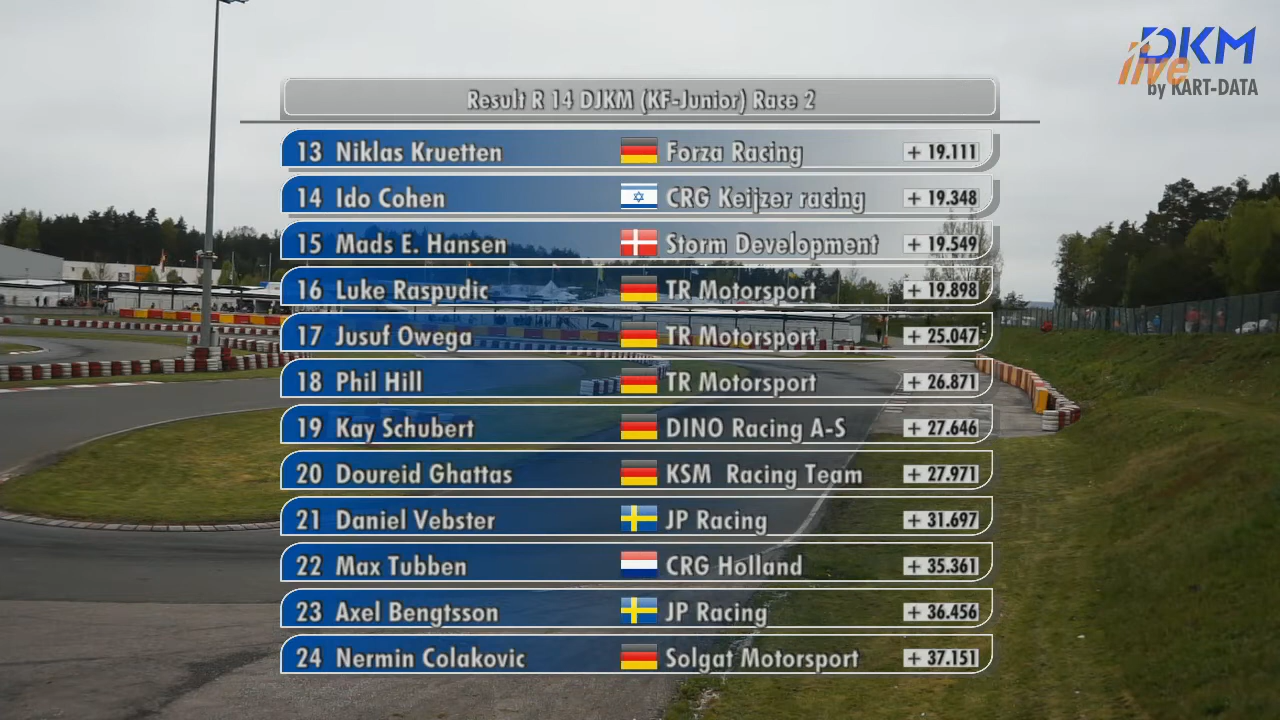 DKM
live
by KART-DATA
Result R 14 DJKM (KF-Junior) Race 2
13 Niklas Kruetten Forza Racing + 19.111
14 Ido Cohen CRG Keijzer racing + 19.348
15 Mads E. Hansen Storm Development + 19.549
16 Luke Raspudic TR Motorsport + 19.898
17 Jusuf Owega TR Motorsport + 25.047
18 Phil Hill TR Motorsport + 26.871
19 Kay Schubert DINO Racing A-S + 27.646
20 Doureid Ghattas KSM Racing Team + 27.971
21 Daniel Vebster JP Racing + 31.697
22 Max Tubben CRG Holland + 35.361
23 Axel Bengtsson JP Racing + 36.456
24 Nermin Colakovic Solgat Motorsport + 37.151